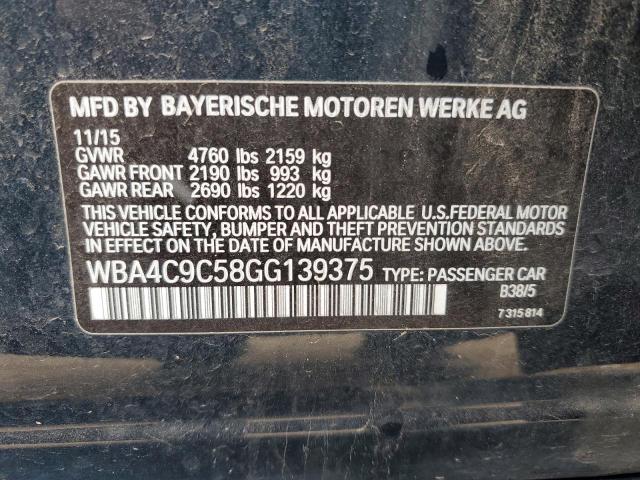 MFD BY BAYERISCHE MOTOREN WERKE AG
11/15
GVWR 4760 lbs 2159 kg
GAWR FRONT 2190 lbs 993 kg
GAWR REAR 2690 lbs 1220 kg
THIS VEHICLE CONFORMS TO ALL APPLICABLE U.S.FEDERAL MOTOR
VEHICLE SAFETY, BUMPER AND THEFT PREVENTION STANDARDS
IN EFFECT ON THE DATE OF MANUFACTURE SHOWN ABOVE.
WBA4C9C58GG139375 TYPE: PASSENGER CAR
B38/5
7 315 814